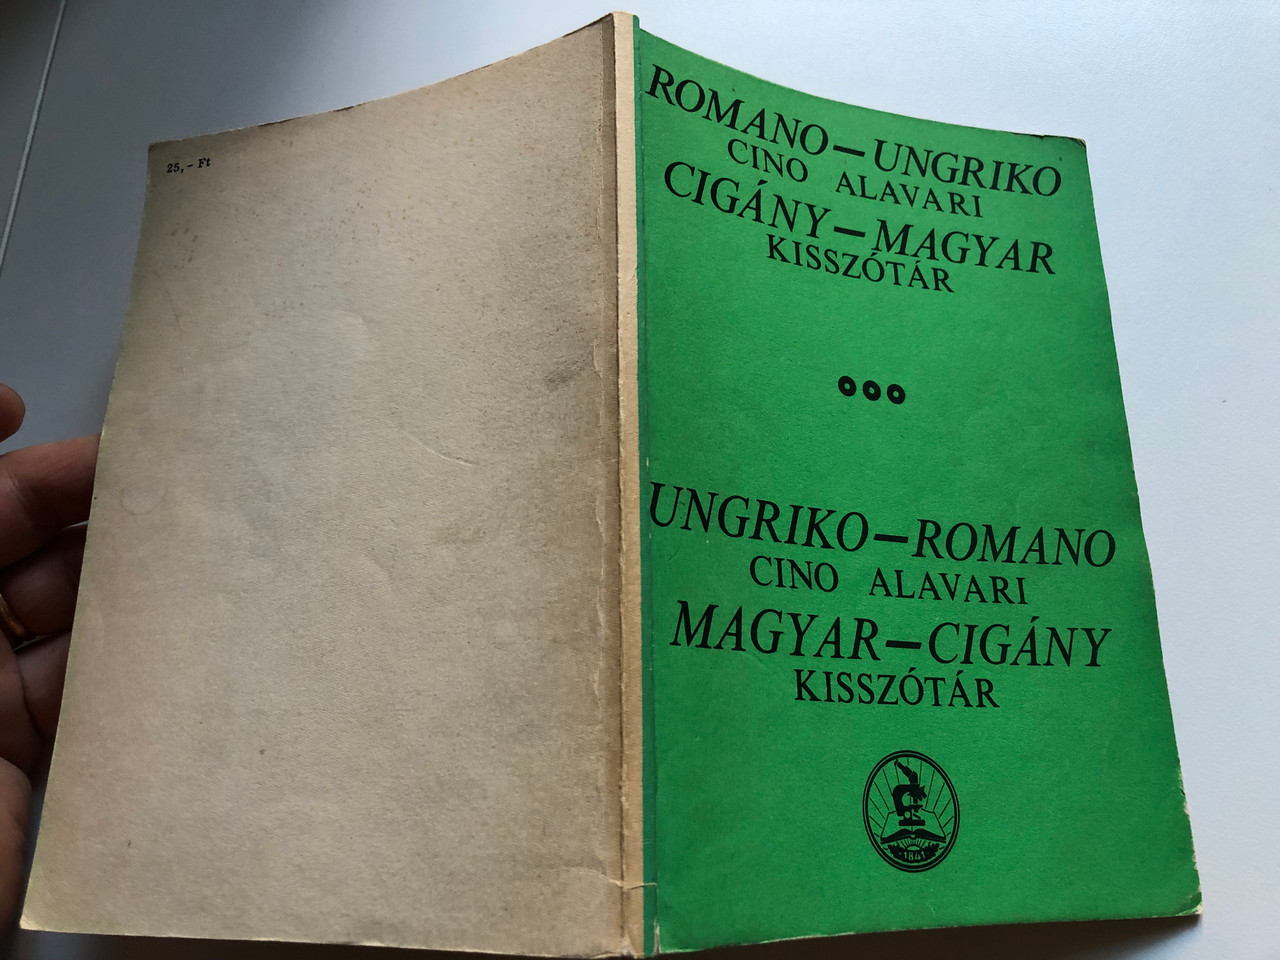 25,- Ft
ROMANO—UNGRIKO
CINO ALAVARI
CIGÁNY—MAGYAR
KISSZÓTÁR
UNGRIKO—ROMANO
CINO ALAVARI
MAGYAR—CIGÁNY
KISSZÓTÁR
1841